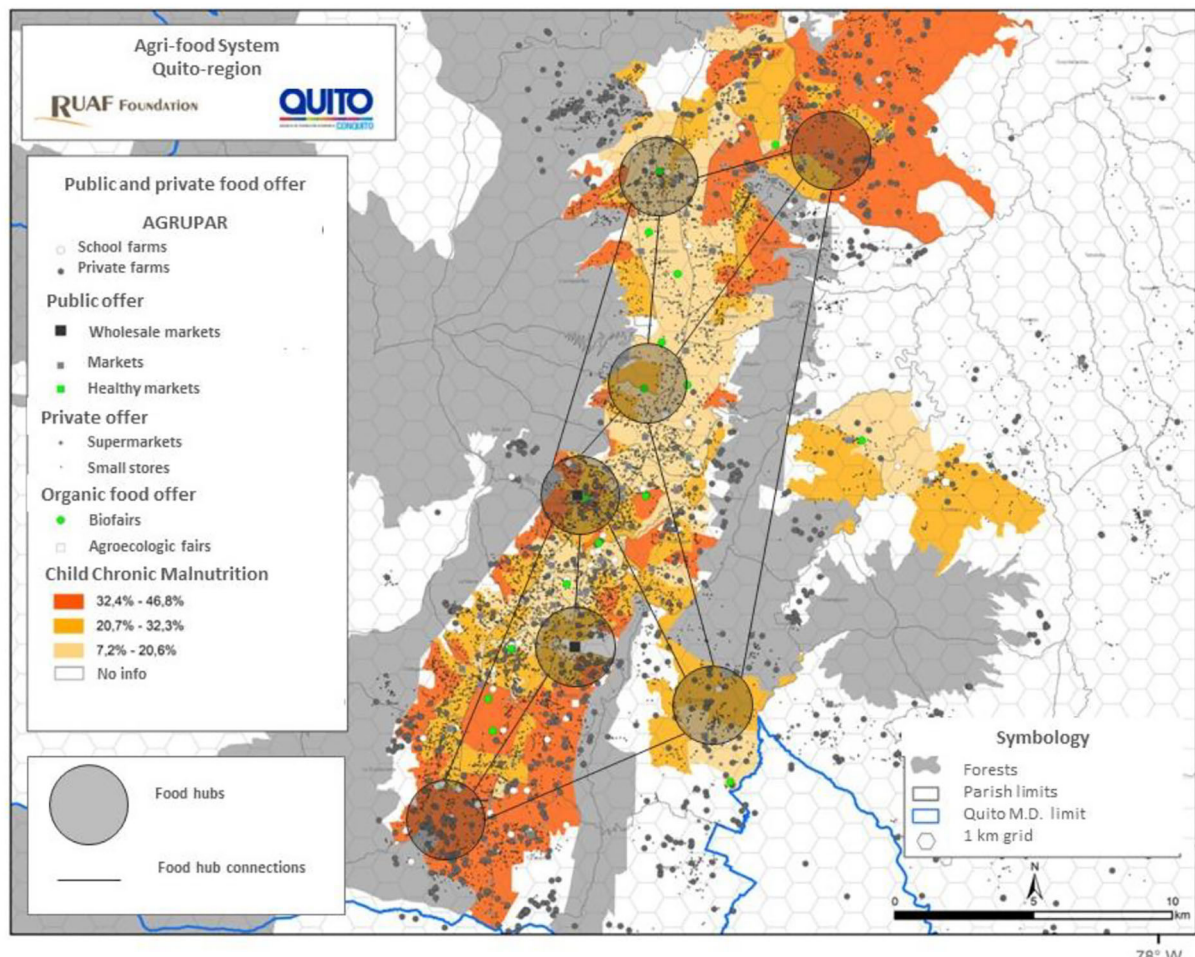 Agri-food System
Quito-region
RUAF FOUNDATION
QUITO
CONQUITO
Public and private food offer
AGRUPAR
School farms
Private farms
Public offer
Wholesale markets
Markets
Healthy markets
Private offer
Supermarkets
Small stores
Organic food offer
Biofairs
Agroecologic fairs
Child Chronic Malnutrition
32,4% - 46,8%
20,7% - 32,3%
7,2% - 20,6%
No info
Food hubs
Food hub connections
Symbology
Forests
Parish limits
Quito M.D. limit
1 km grid
N
0 5 10
km
78° W